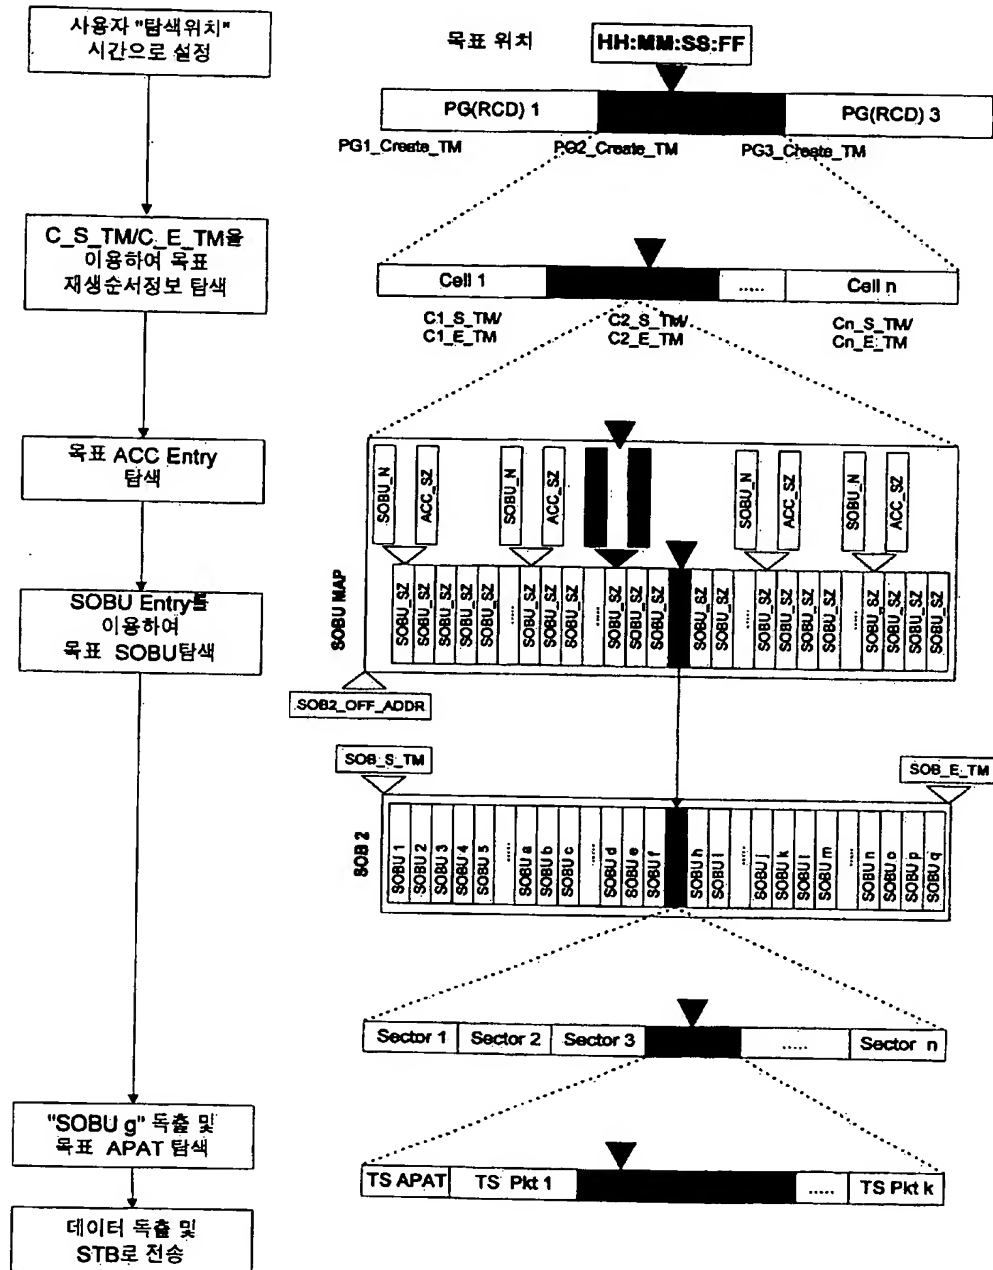 사용자 "탐색위치"
시간으로 설정
C_S_TM/C_E_TM을
이용하여 목표
재생순서정보 탐색
목표 ACC Entry
탐색
SOBU Entry를
이용하여
목표 SOBU탐색
"SOBU g" 독출 및
목표 APAT 탐색
데이터 독출 및
STB로 전송
목표 위치
HH:MM:SS:FF
PG(RCD) 1
PG(RCD) 3
PG1_Create_TM
PG2_Create_TM
PG3_Create_TM
Cell 1
.....
Cell n
C1_S_TM/
C1_E_TM
C2_S_TM/
C2_E_TM
Cn_S_TM/
Cn_E_TM
SOBU_N
ACC_SZ
SOBU_N
ACC_SZ
SOBU_N
ACC_SZ
SOBU_N
ACC_SZ
SOBU MAP
SOBU_SZ
SOBU_SZ
SOBU_SZ
SOBU_SZ
SOBU_SZ
.....
SOBU_SZ
SOBU_SZ
SOBU_SZ
.....
SOBU_SZ
SOBU_SZ
SOBU_SZ
SOBU_SZ
SOBU_SZ
.....
SOBU_SZ
SOBU_SZ
SOBU_SZ
SOBU_SZ
.....
SOBU_SZ
SOBU_SZ
SOBU_SZ
SOBU_SZ
SOB2_OFF_ADDR
SOB_S_TM
SOB_E_TM
SOB 2
SOBU 1
SOBU 2
SOBU 3
SOBU 4
SOBU 5
.....
SOBU a
SOBU b
SOBU c
.....
SOBU d
SOBU e
SOBU f
SOBU h
SOBU i
.....
SOBU j
SOBU k
SOBU l
SOBU m
.....
SOBU n
SOBU o
SOBU p
SOBU q
Sector 1
Sector 2
Sector 3
.....
Sector n
TS APAT
TS Pkt 1
.....
TS Pkt k